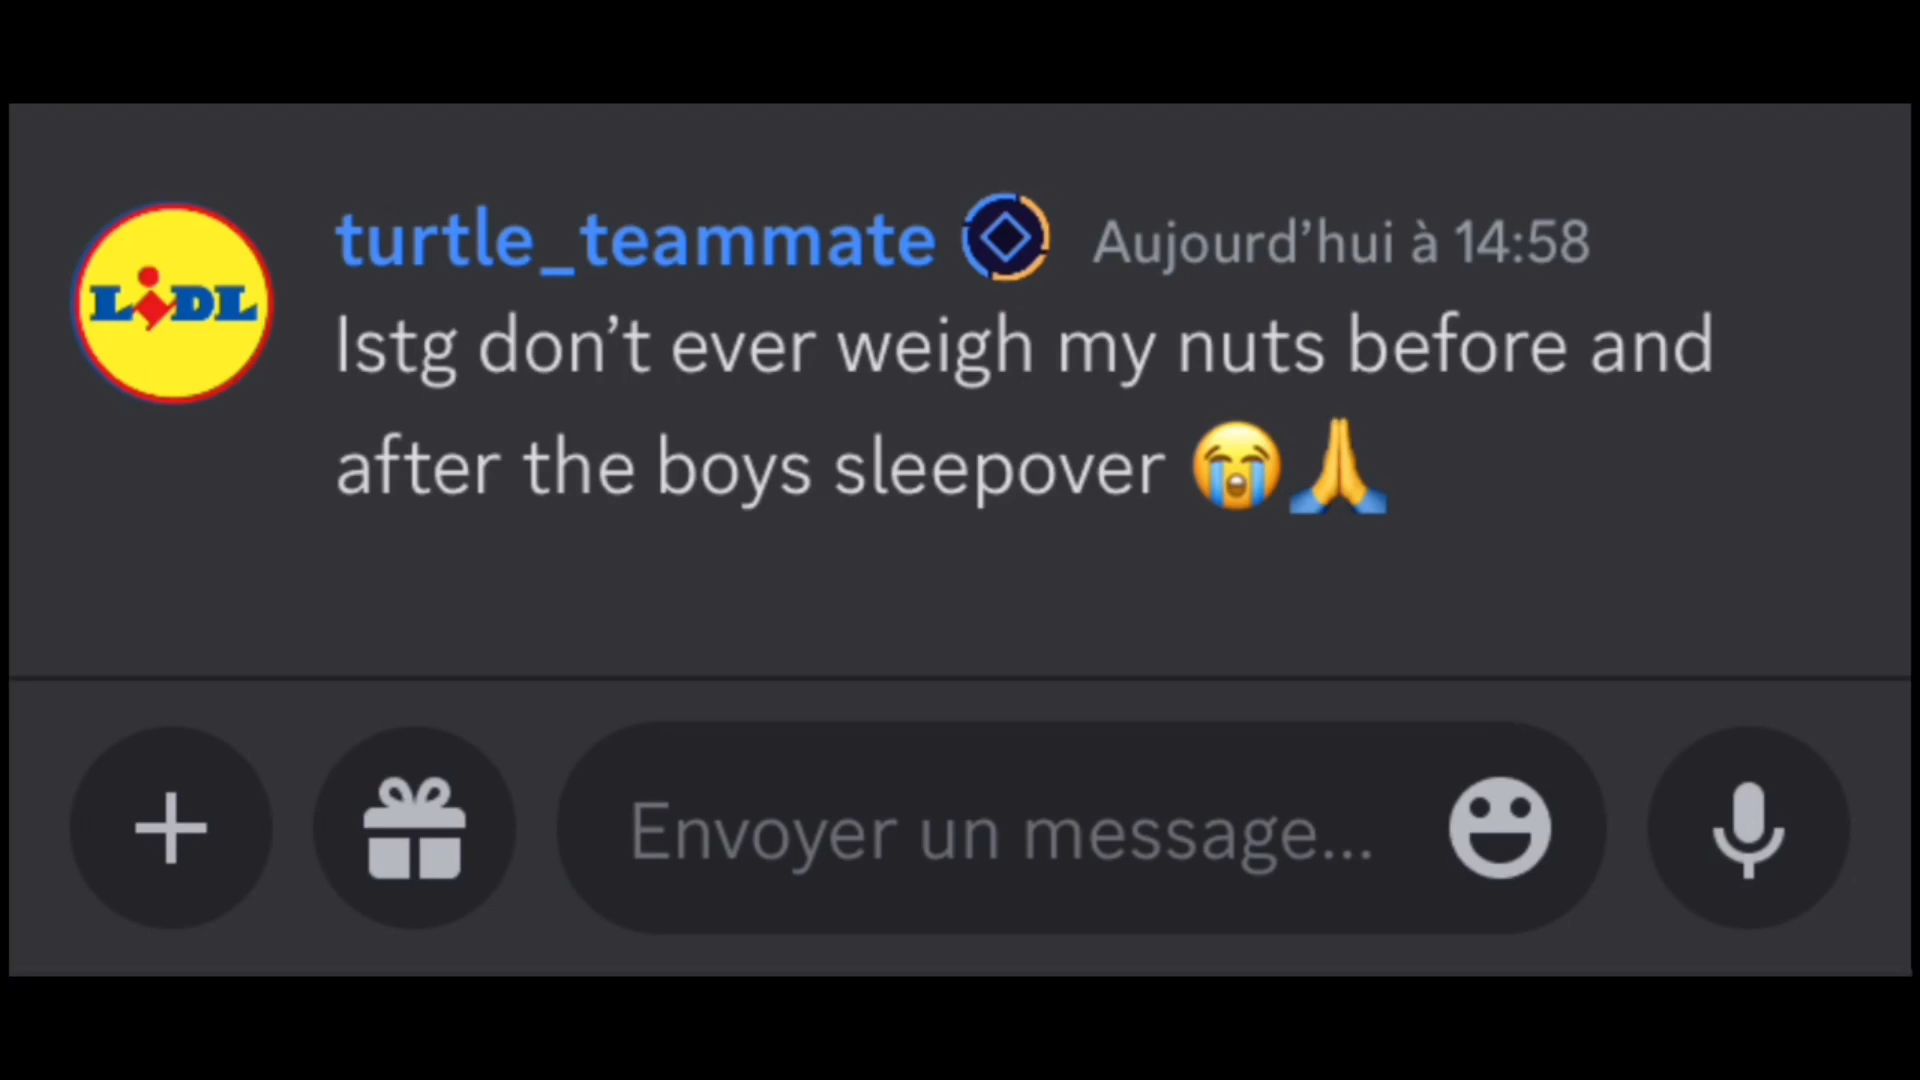 LIDL
turtle_teammate Aujourd’hui à 14:58
Istg don’t ever weigh my nuts before and
after the boys sleepover 😭🙏
Envoyer un message...